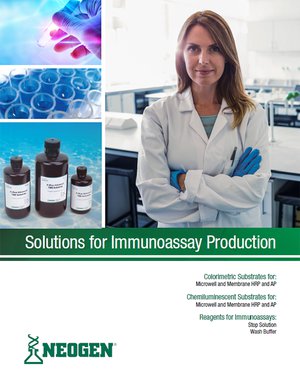 Solutions for Immunoassay Production
Colorimetric Substrates for:
Microwell and Membrane HRP and AP
Chemiluminescent Substrates for:
Microwell and Membrane HRP and AP
Reagents for Immunoassays:
Stop Solution
Wash Buffer
NEOGEN®